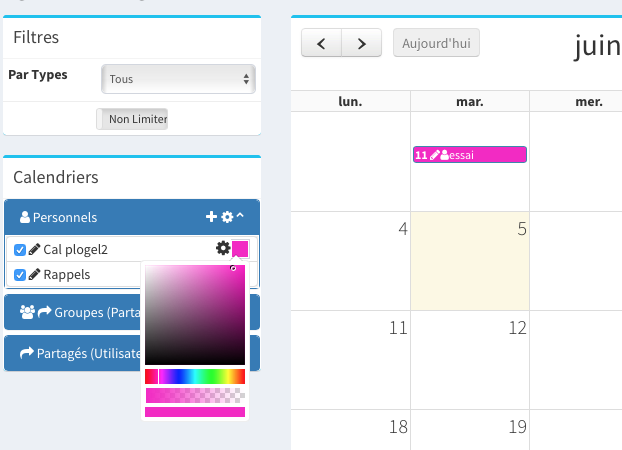 Filtres
Par Types
Tous
Non Limiter
Calendriers
Personnels
Cal plogel2
Rappels
Groupes (Parta
Partagés (Utilisate
Aujourd'hui
juin
lun. mar. mer.
11 essai
4 5
11 12
18 19